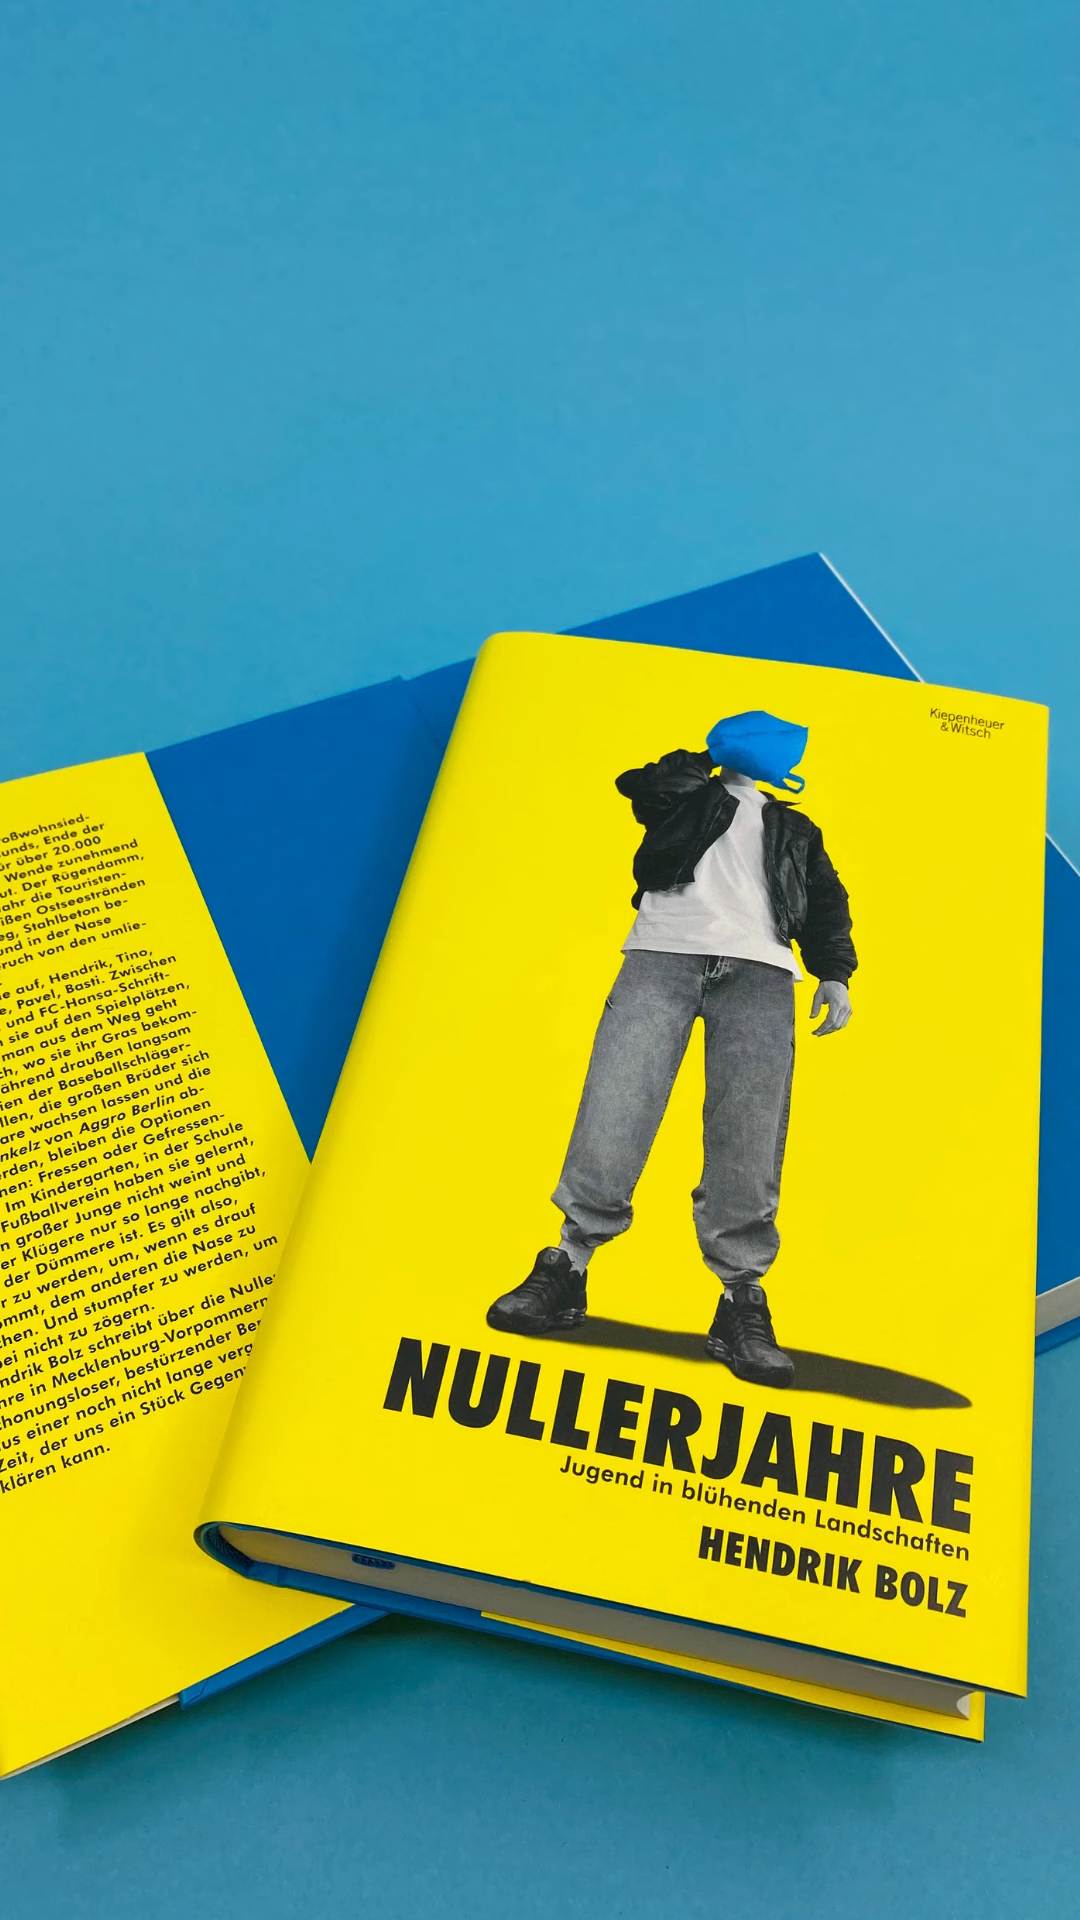 Kiepenheuer
&Witsch
NULLERJAHRE
Jugend in blühenden Landschaften
HENDRIK BOLZ
oßwohnsied-
unds, Ende der
ür über 20.000
Wende zunehmend
ut. Der Rügendamm,
ahr die Touristen-
ißen Ostseestränden
eg, Stahlbeton be-
und in der Nase
ruch von den umlie-
e auf, Hendrik, Tino,
e, Pavel, Basti. Zwischen
und FC-Hansa-Schrift-
n sie auf den Spielplätzen,
man aus dem Weg geht
ch, wo sie ihr Gras bekom-
ährend draußen langsam
ien der Baseballschläger-
llen, die großen Brüder sich
are wachsen lassen und die
nkelz von Aggro Berlin ab-
erden, bleiben die Optionen
hen: Fressen oder Gefressen-
Im Kindergarten, in der Schule
Fußballverein haben sie gelernt,
n großer Junge nicht weint und
er Klügere nur so lange nachgibt,
der Dümmere ist. Es gilt also,
r zu werden, um, wenn es drauf
ommt, dem anderen die Nase zu
chen. Und stumpfer zu werden, um
bei nicht zu zögern.
ndrik Bolz schreibt über die Nuller
hre in Mecklenburg-Vorpommern
chonungsloser, bestürzender Ber
us einer noch nicht lange verg
Zeit, der uns ein Stück Gegen
klären kann.